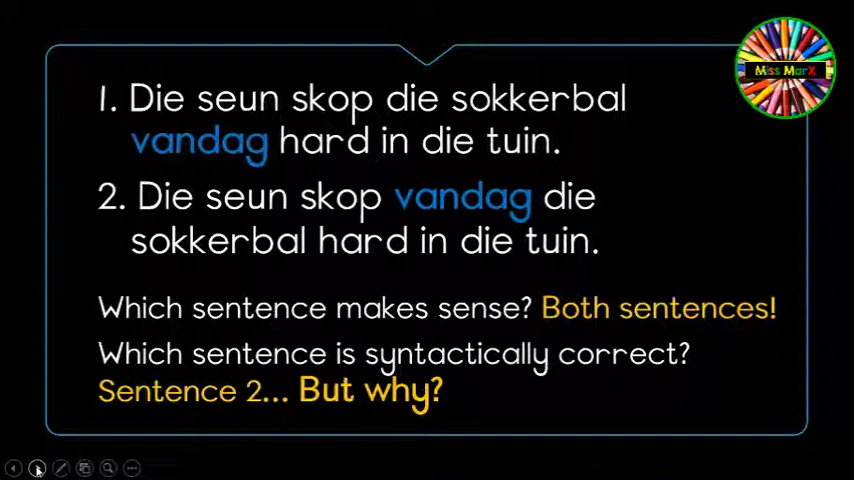 Miss MarX
1. Die seun skop die sokkerbal
vandag hard in die tuin.
2. Die seun skop vandag die
sokkerbal hard in die tuin.
Which sentence makes sense? Both sentences!
Which sentence is syntactically correct?
Sentence 2... But why?